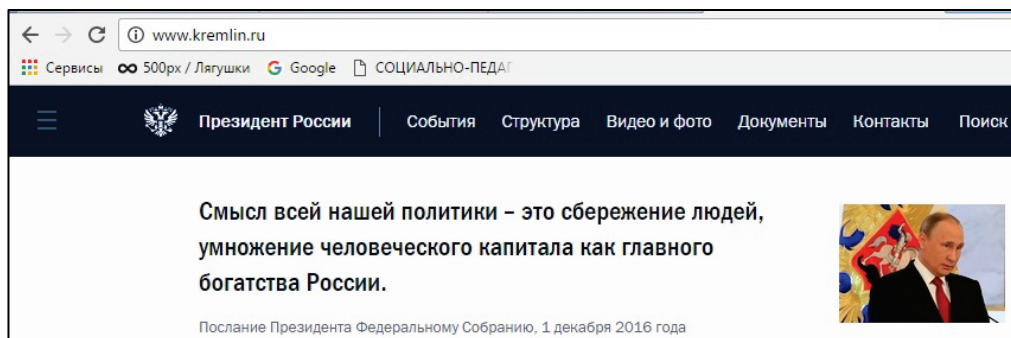 www.kremlin.ru
Сервисы 500px / Лягушки Google СОЦИАЛЬНО-ПЕДАГ
Президент России События Структура Видео и фото Документы Контакты Поиск
Смысл всей нашей политики – это сбережение людей,
умножение человеческого капитала как главного
богатства России.
Послание Президента Федеральному Собранию, 1 декабря 2016 года